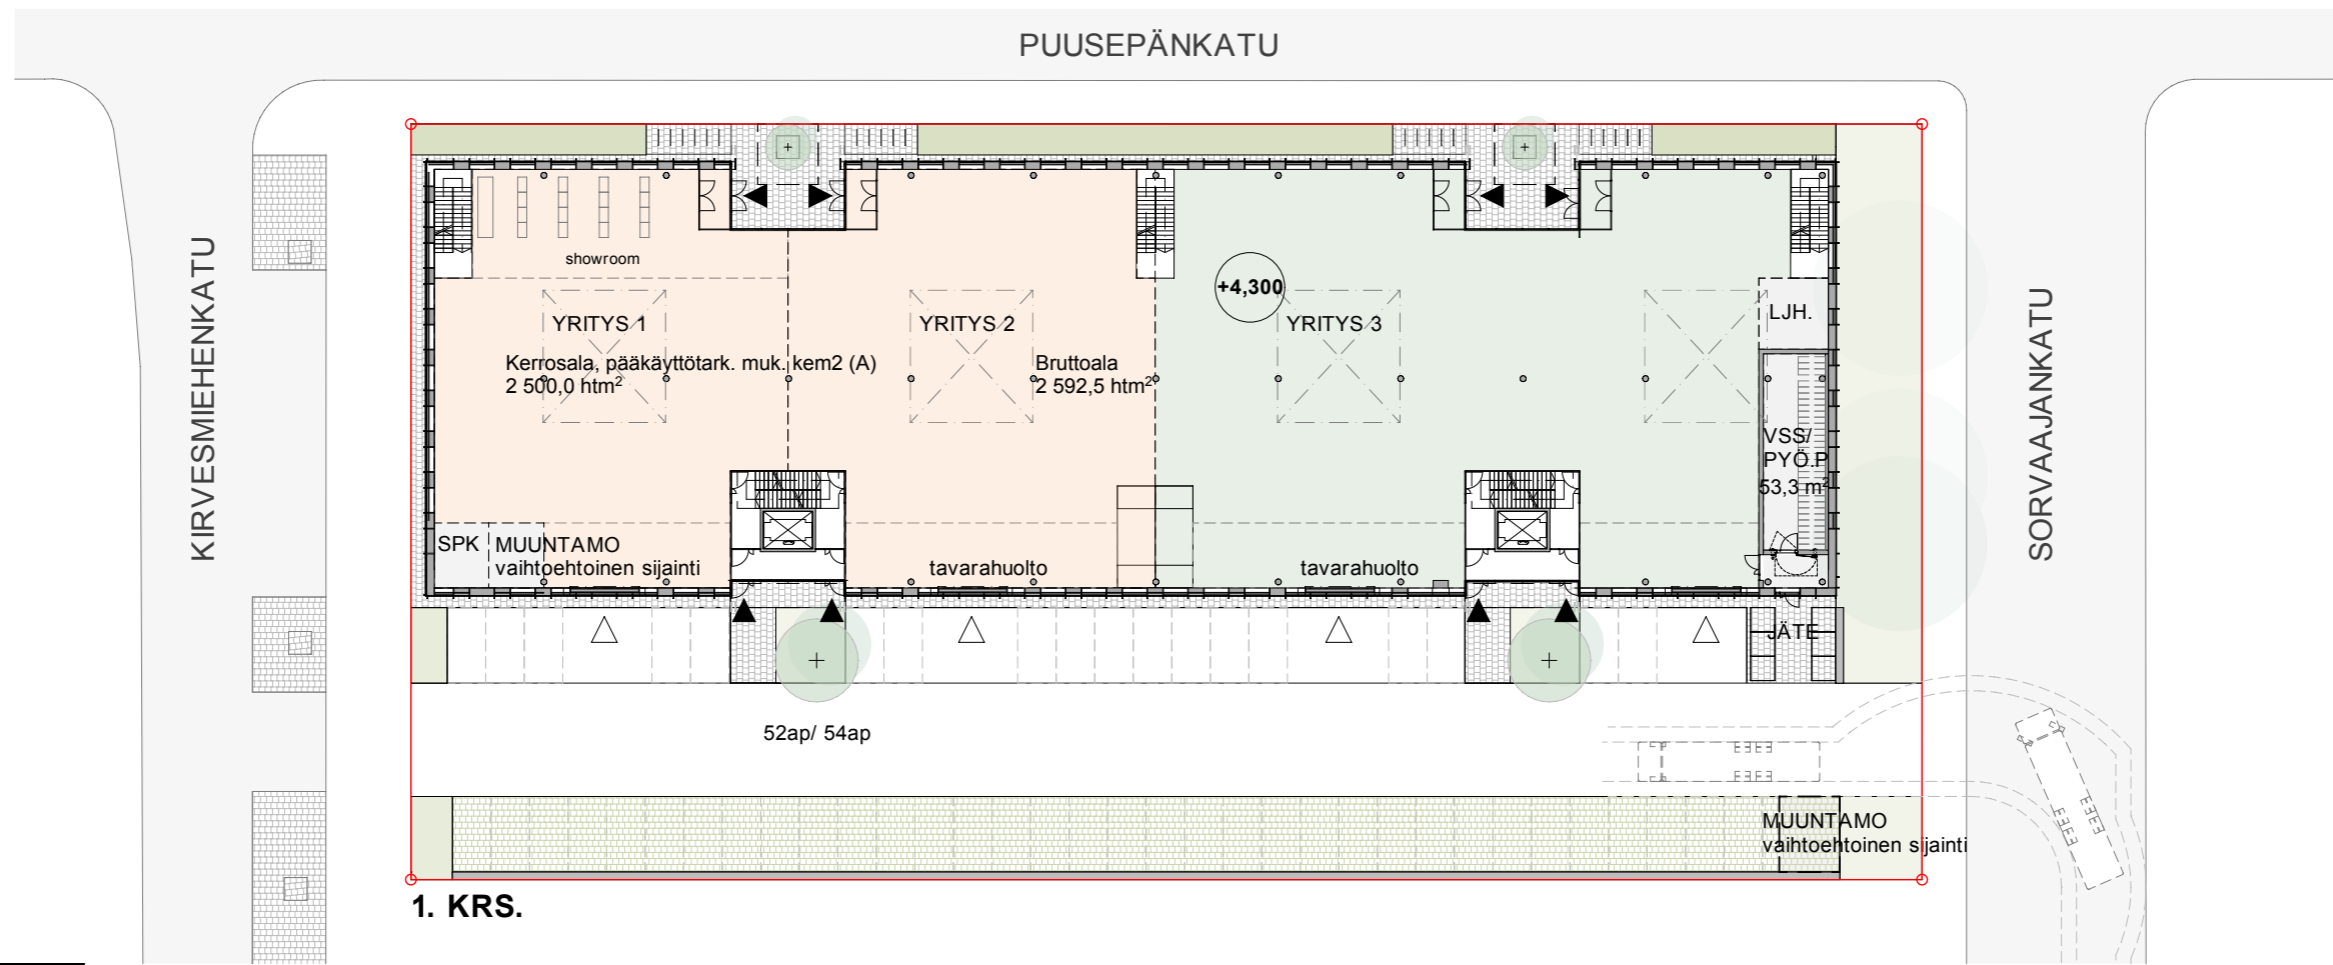 PUUSEPÄNKATU
KIRVESMIEHENKATU
SORVAAJANKATU
showroom
+4,300
LJH.
YRITYS 1
YRITYS 2
YRITYS 3
Kerrosala, pääkäyttötark. muk. kem2 (A)
2 500,0 htm²
Bruttoala
2 592,5 htm²
VSS/
PYÖ.P
53,3 m²
SPK
MUUNTAMO
vaihtoehtoinen sijainti
tavarahuolto
tavarahuolto
JÄTE
52ap/ 54ap
MUUNTAMO
vaihtoehtoinen sijainti
1. KRS.